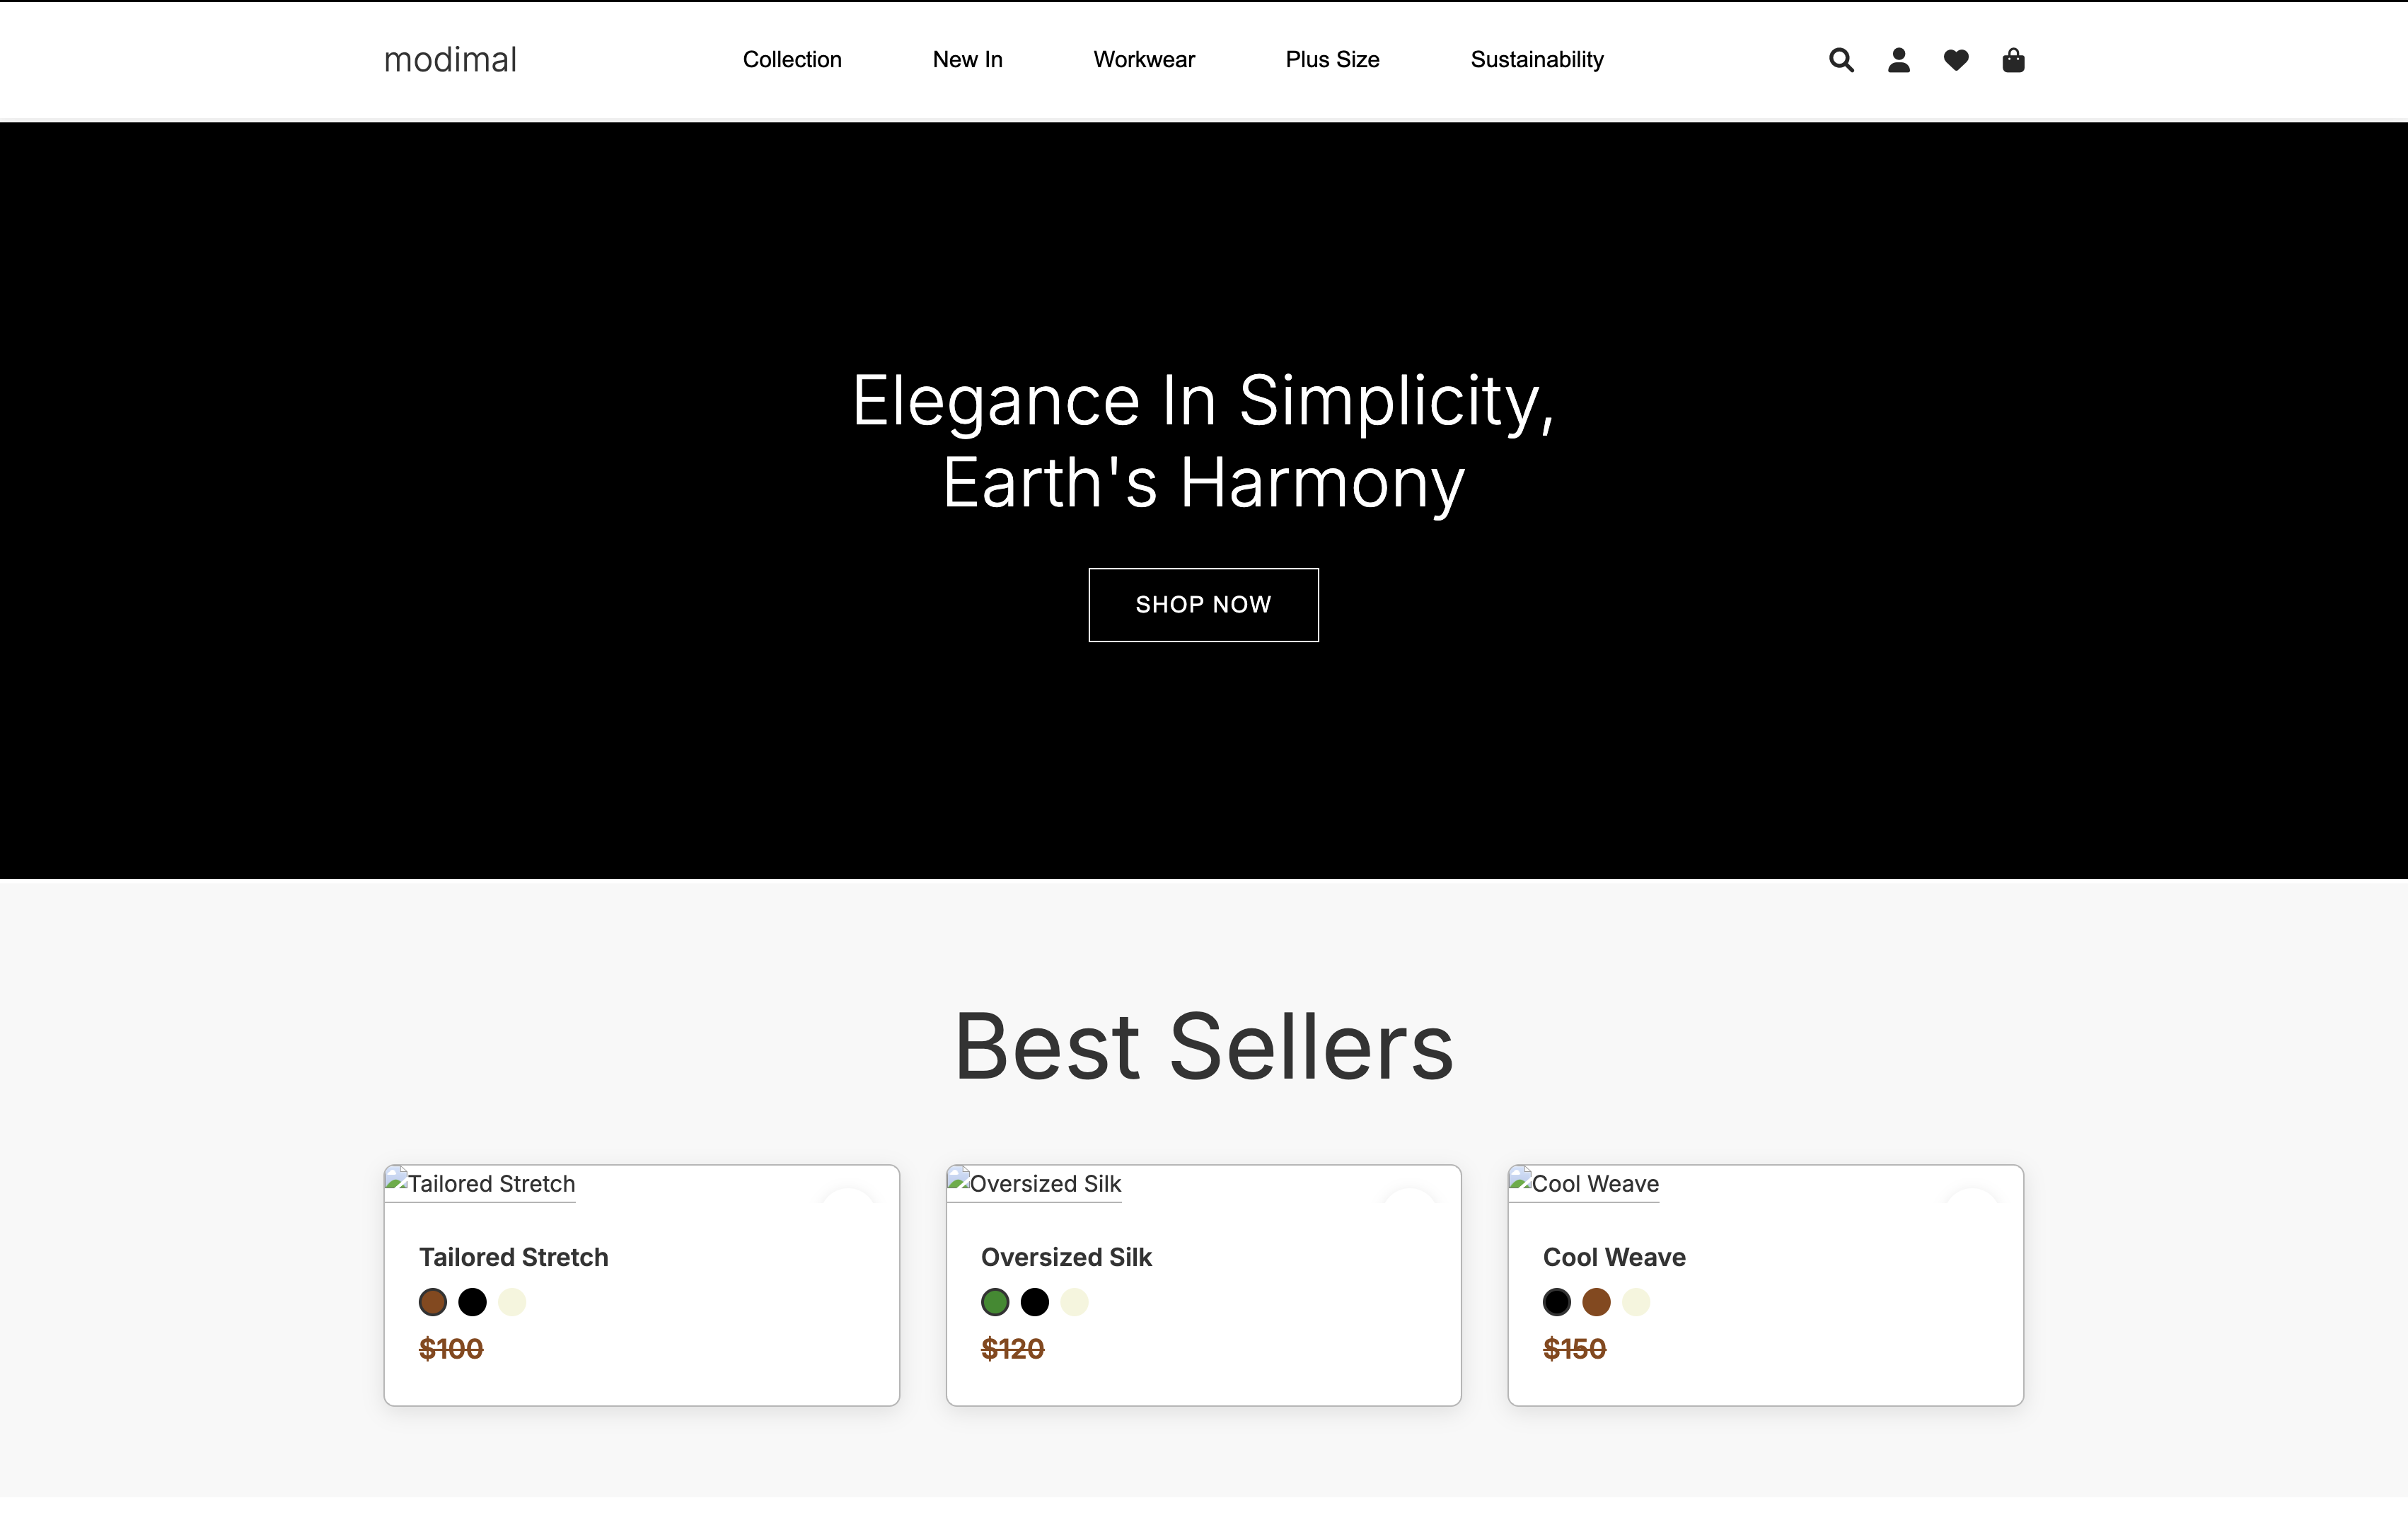 modimal
Collection New In Workwear Plus Size Sustainability
Elegance In Simplicity,
Earth's Harmony
SHOP NOW
Best Sellers
Tailored Stretch
Tailored Stretch
$100
Oversized Silk
Oversized Silk
$120
Cool Weave
Cool Weave
$150